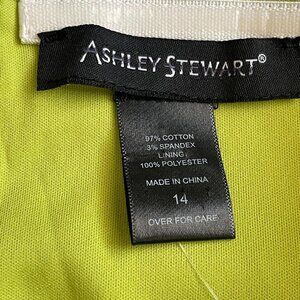 ASHLEY STEWART®
97% COTTON
3% SPANDEX
LINING:
100% POLYESTER
MADE IN CHINA
14
OVER FOR CARE